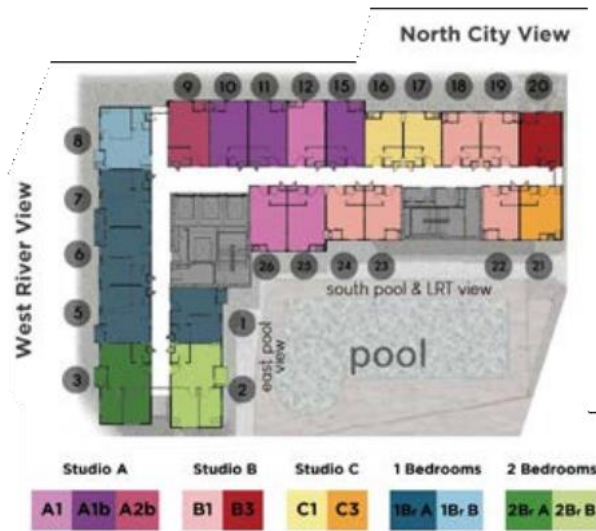 North City View
9 10 11 12 15 16 17 18 19 20
8
7
6
5
3
West River View
26 25 24 23 22 21
1
2
south pool & LRT view
east pool
view
pool
Studio A Studio B Studio C 1 Bedrooms 2 Bedrooms
A1 A1b A2b B1 B3 C1 C3 1Br A 1Br B 2Br A 2Br B